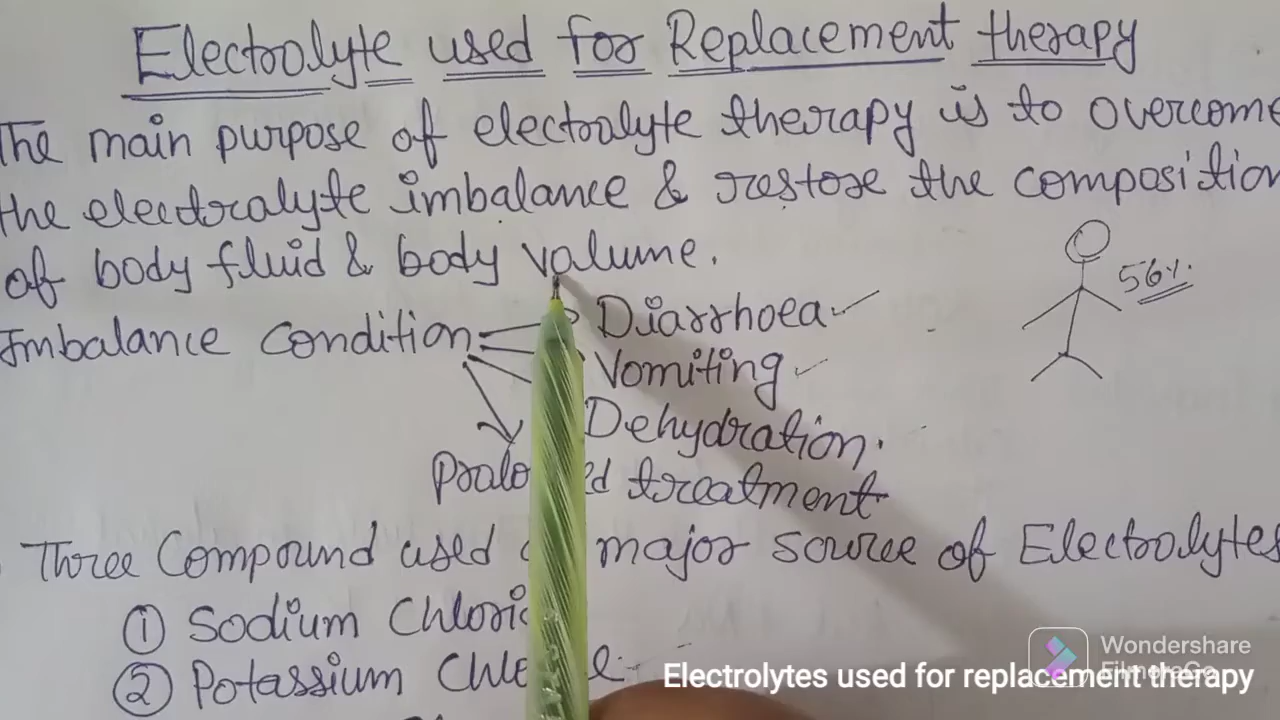 Electrolyte used for Replacement therapy
The main purpose of electrolyte therapy is to overcome
the electrolyte imbalance & restore the composition
of body fluid & body volume.
56%.
Imbalance Condition
Diarrhoea
Vomiting
Dehydration.
treatment
Three Compound used major source of Electrolytes
① Sodium
② Potassium
Wondershare
FilmoraGo
Electrolytes used for replacement therapy